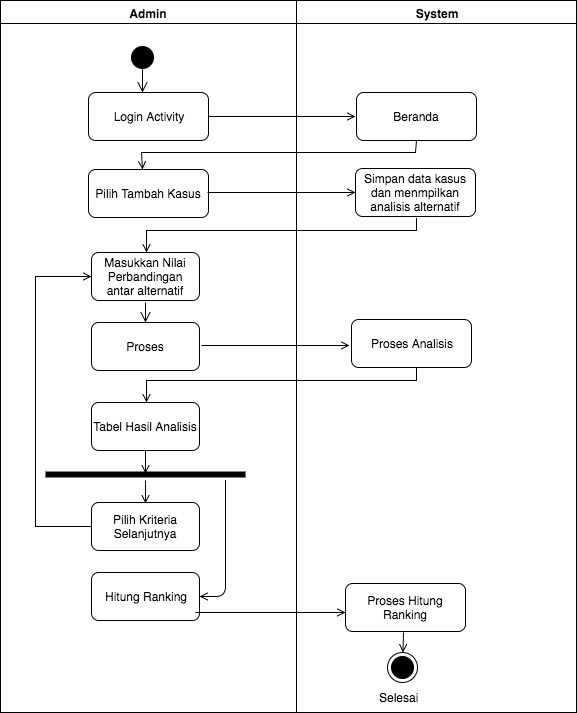 Admin
System
Login Activity
Beranda
Pilih Tambah Kasus
Simpan data kasus
dan menmpilkan
analisis alternatif
Masukkan Nilai
Perbandingan
antar alternatif
Proses
Proses Analisis
Tabel Hasil Analisis
Pilih Kriteria
Selanjutnya
Hitung Ranking
Proses Hitung
Ranking
Selesai